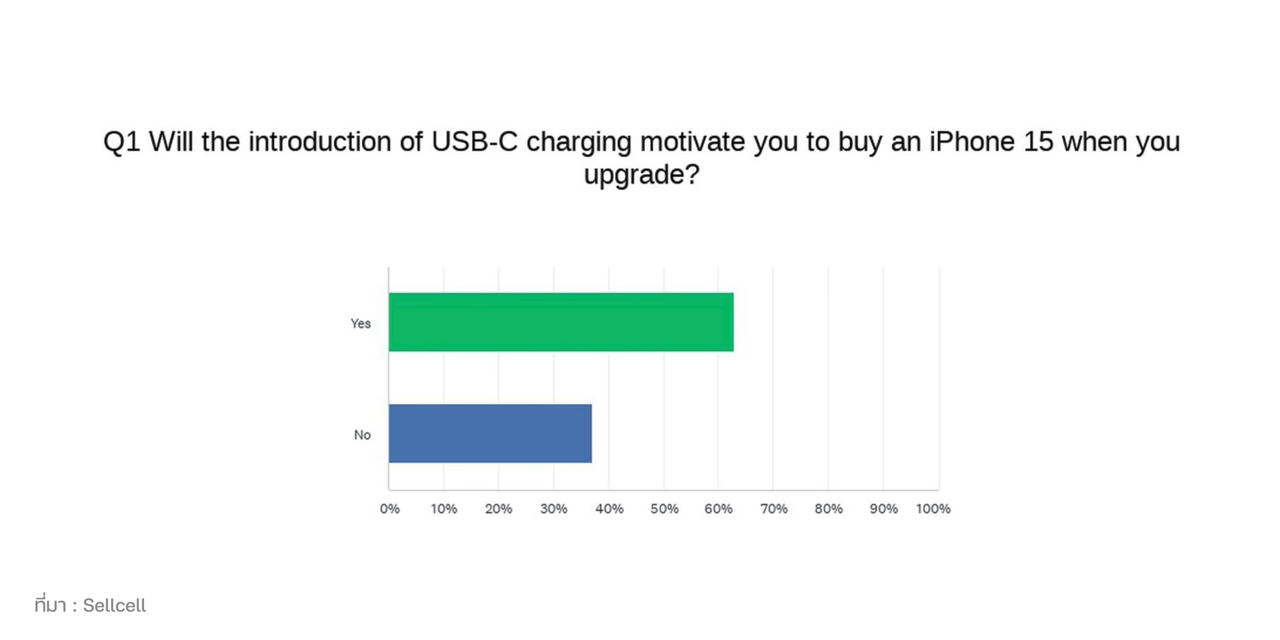 Q1 Will the introduction of USB-C charging motivate you to buy an iPhone 15 when you
upgrade?
Yes
No
0% 10% 20% 30% 40% 50% 60% 70% 80% 90% 100%
ที่มา : Sellcell